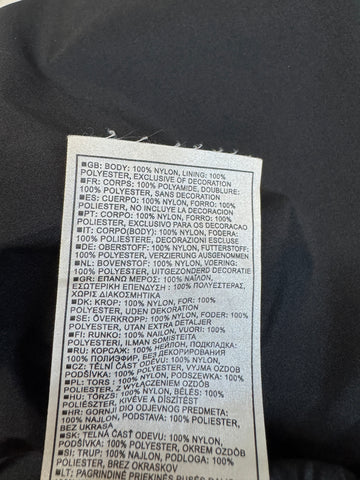 ■GB: BODY: 100% NYLON, LINING: 100%
POLYESTER, EXCLUSIVE OF DECORATION
■FR: CORPS: 100% POLYAMIDE, DOUBLURE:
100% POLYESTER, SANS DECORATION
■ES: CUERPO: 100% NYLON, FORRO: 100%
POLIESTER, NO INCLUYE LA DECORACION
■PT: CORPO: 100% NYLON, FORRO: 100%
POLIESTER, EXCLUSIVO PARA OS DECORACAO
■IT: CORPO(BODY): 100% NYLON, FODERA:
100% POLIESTERE, DECORAZIONI ESCLUSE
■DE: OBERSTOFF: 100% NYLON, FUTTERSTOFF:
100% POLYESTER, VERZIERUNG AUSGENOMMEN
■NL: BOVENSTOF: 100% NYLON, VOERING:
100% POLYESTER, UITGEZONDERD DECORATIE
■GR: ΕΠΑΝΩ ΜΕΡΟΣ: 100% ΝΑΪΛΟΝ,
ΕΣΩΤΕΡΙΚΗ ΕΠΕΝΔΥΣΗ : 100% ΠΟΛΥΕΣΤΕΡΑΣ,
ΧΩΡΙΣ ΔΙΑΚΟΣΜΗΤΙΚΑ
■DK: KROP: 100% NYLON, FOR: 100%
POLYESTER, UDEN DEKORATION
■SE: ÖVERKROPP: 100% NYLON, FODER: 100%
POLYESTER, UTAN EXTRA DETALJER
■FI: RUNKO: 100% NAILON, VUORI: 100%
POLYESTERI, ILMAN SOMISTEITA
■RU: КОРСАЖ: 100% НЕЙЛОН, ПОДКЛАДКА:
100% ПОЛИЭФИР, БЕЗ ДЕКОРИРОВАНИЯ
■CZ: TĚLNÍ ČÁST ODĚVU: 100% NYLON,
PODŠÍVKA: 100% POLYESTER, VYJMA OZDOB
■PL: TORS : 100% NYLON, PODSZEWKA: 100%
POLIESTER, Z WYŁĄCZENIEM OZDÓB
■HU: TÖRZS: 100% NYLON, BÉLÉS: 100%
POLIÉSZTER, KIVÉVE A DÍSZÍTÉST
■HR: GORNJI DIO ODJEVNOG PREDMETA:
100% NAJLON, PODSTAVA: 100% POLIESTER,
BEZ UKRASA
■SK: TELNÁ ČASŤ ODEVU: 100% NYLON,
PODŠÍVKA: 100% POLYESTER, OKREM OZDÔB
■SI: TRUP: 100% NAJLON, PODLOGA: 100%
POLIESTER, BREZ OKRASKOV
■LT: PAGRINDINĖ PRIEKINĖS PUSĖS MEDŽIAGOS DALIS: